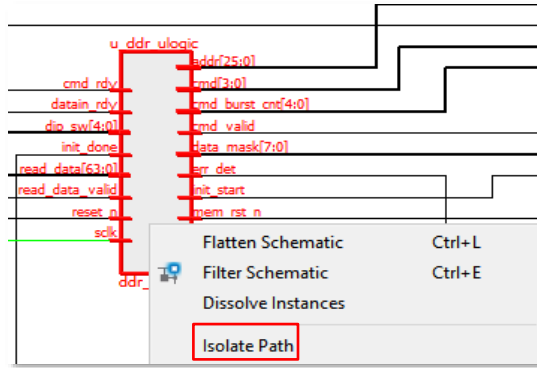 u_ddr_ulogic
addr[25:0]
cmd_rdy
cmd[3:0]
datain_rdy
cmd_burst_cnt[4:0]
dip_sw[4:0]
cmd_valid
init_done
data_mask[7:0]
read_data[63:0]
err_det
read_data_valid
init_start
reset_n
mem_rst_n
sclk
ddr_
Flatten Schematic Ctrl+L
Filter Schematic Ctrl+E
Dissolve Instances
Isolate Path